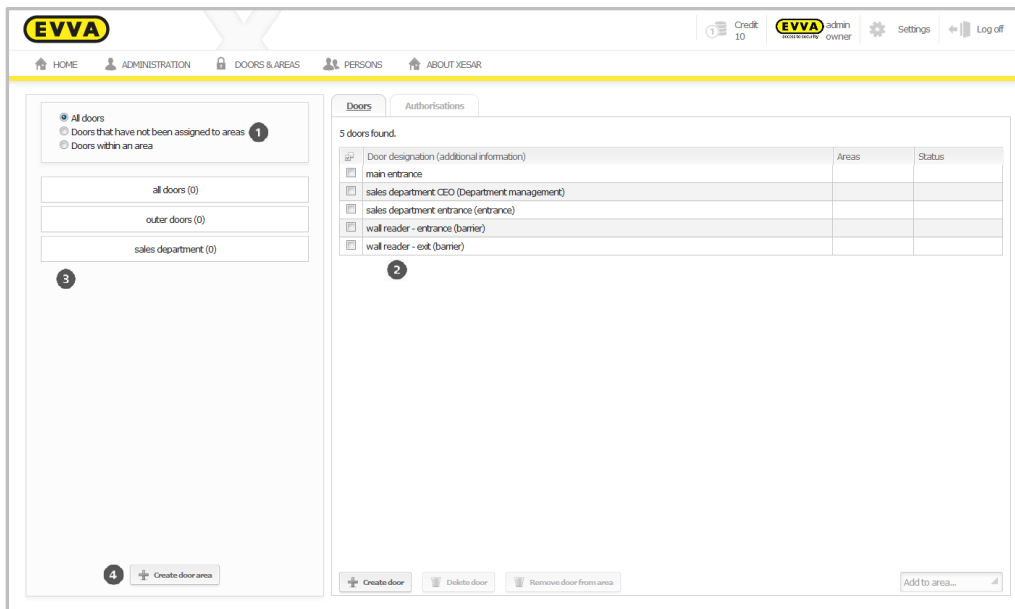 EVVA
1
Credit
10
EVVA
access to security
admin
owner
Settings
Log off
HOME
ADMINISTRATION
DOORS & AREAS
PERSONS
ABOUT XESAR
All doors
Doors that have not been assigned to areas
1
Doors within an area
all doors (0)
outer doors (0)
sales department (0)
3
4
Create door area
Doors
Authorisations
5 doors found.
Door designation (additional information) Areas Status
main entrance
sales department CEO (Department management)
sales department entrance (entrance)
wall reader - entrance (barrier)
wall reader - exit (barrier)
2
Create door
Delete door
Remove door from area
Add to area...